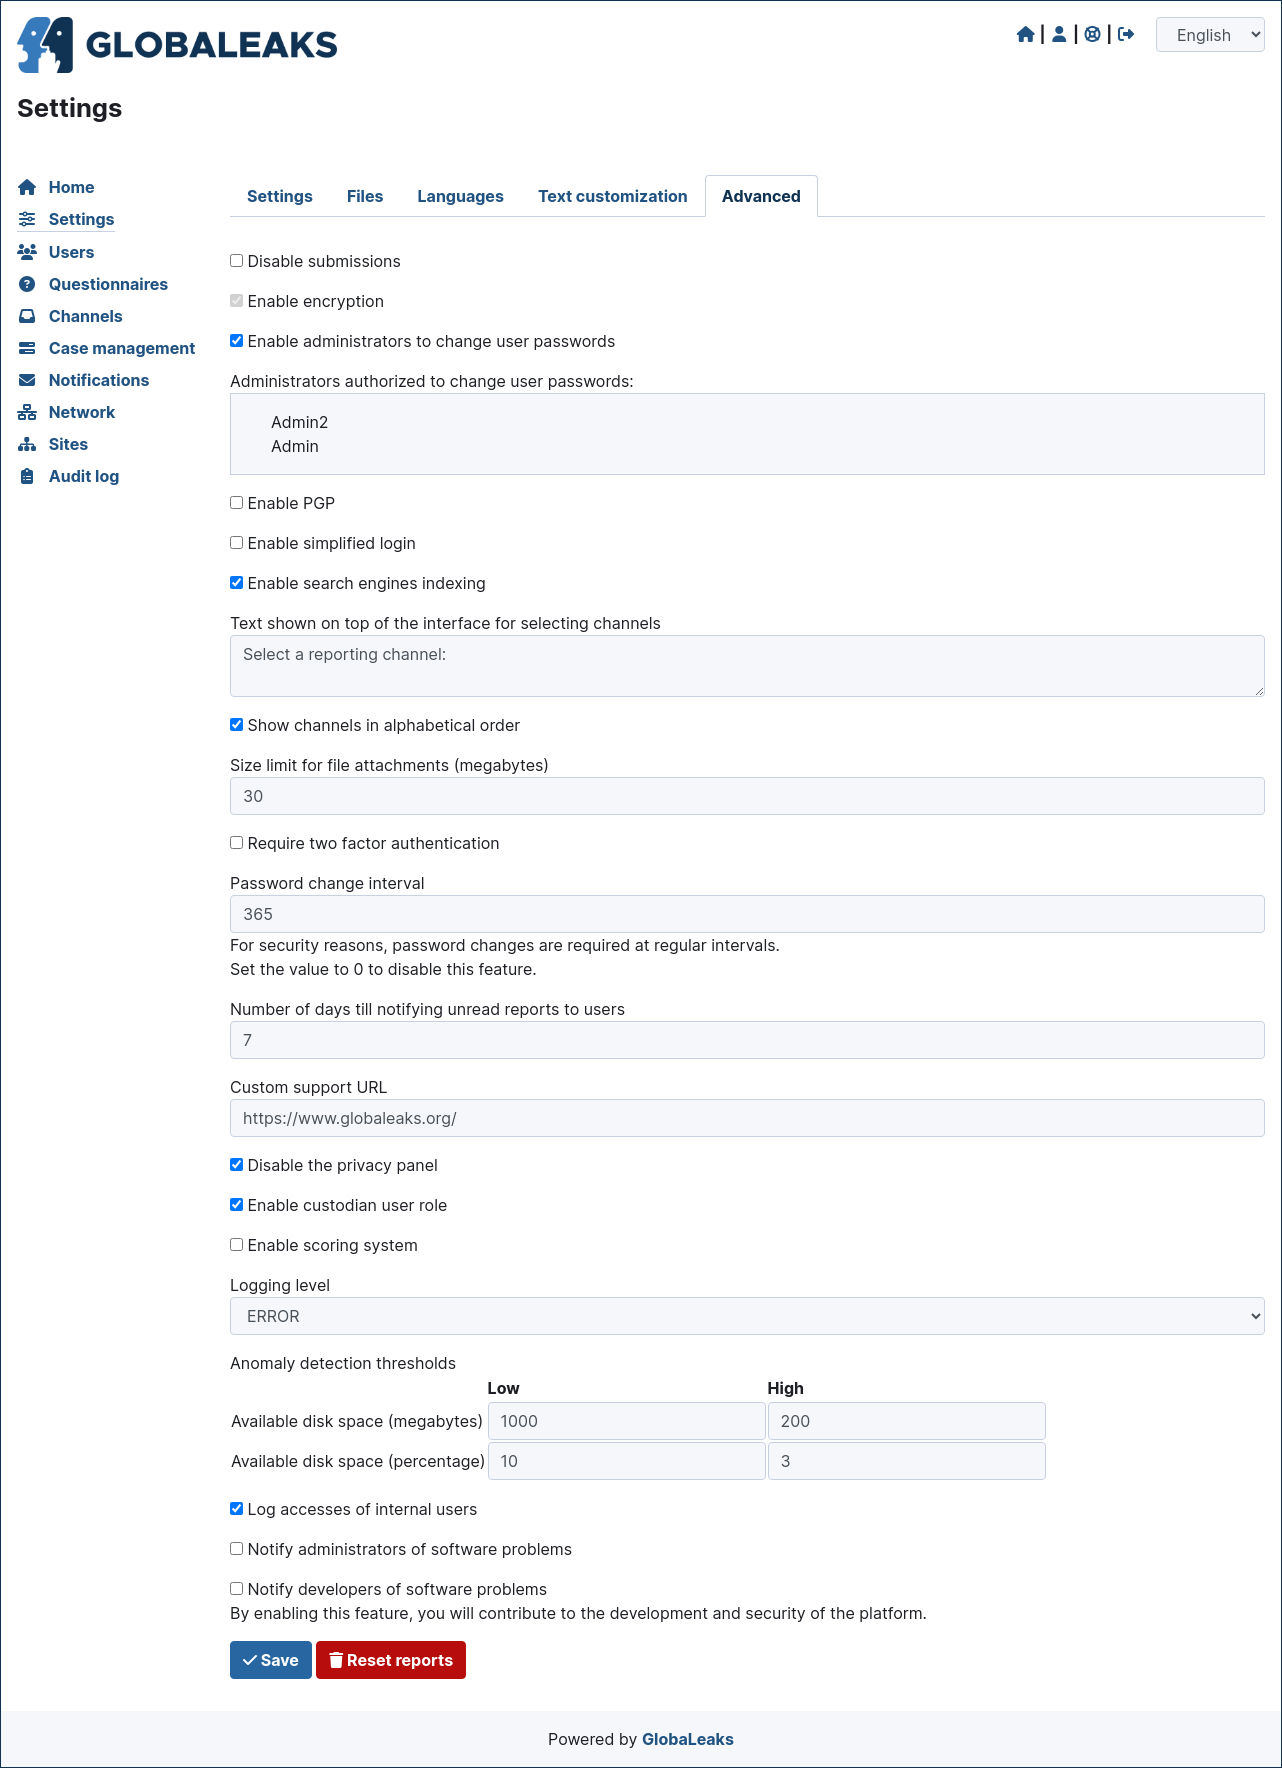 GLOBALEAKS
| | |
English
Settings
Home
Settings
Users
Questionnaires
Channels
Case management
Notifications
Network
Sites
Audit log
Settings Files Languages Text customization Advanced
Disable submissions
Enable encryption
Enable administrators to change user passwords
Administrators authorized to change user passwords:
Admin2
Admin
Enable PGP
Enable simplified login
Enable search engines indexing
Text shown on top of the interface for selecting channels
Select a reporting channel:
Show channels in alphabetical order
Size limit for file attachments (megabytes)
30
Require two factor authentication
Password change interval
365
For security reasons, password changes are required at regular intervals.
Set the value to 0 to disable this feature.
Number of days till notifying unread reports to users
7
Custom support URL
https://www.globaleaks.org/
Disable the privacy panel
Enable custodian user role
Enable scoring system
Logging level
ERROR
Anomaly detection thresholds
Low High
Available disk space (megabytes) 1000 200
Available disk space (percentage) 10 3
Log accesses of internal users
Notify administrators of software problems
Notify developers of software problems
By enabling this feature, you will contribute to the development and security of the platform.
Save Reset reports
Powered by GlobaLeaks